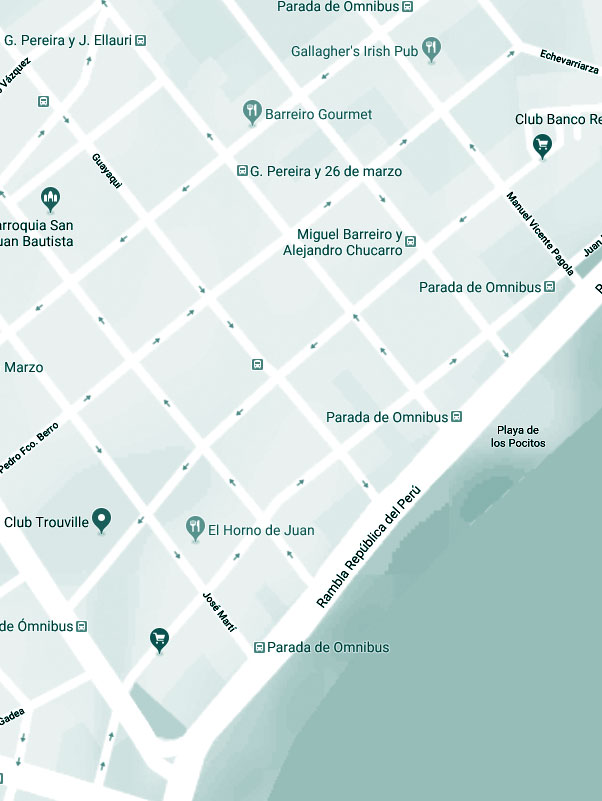 Parada de Omnibus
G. Pereira y J. Ellauri
Gallagher's Irish Pub
Echevarriarza
Vázquez
Barreiro Gourmet
Club Banco Re
Guayaqui
G. Pereira y 26 de marzo
arroquia San
uan Bautista
Manuel Vicente Pagola
Miguel Barreiro y
Alejandro Chucarro
Juan
Parada de Omnibus
Marzo
Parada de Omnibus
Playa de
los Pocitos
Pedro Fco. Berro
Club Trouville
El Horno de Juan
Rambla República del Perú
José Martí
de Ómnibus
Parada de Omnibus
Gadea